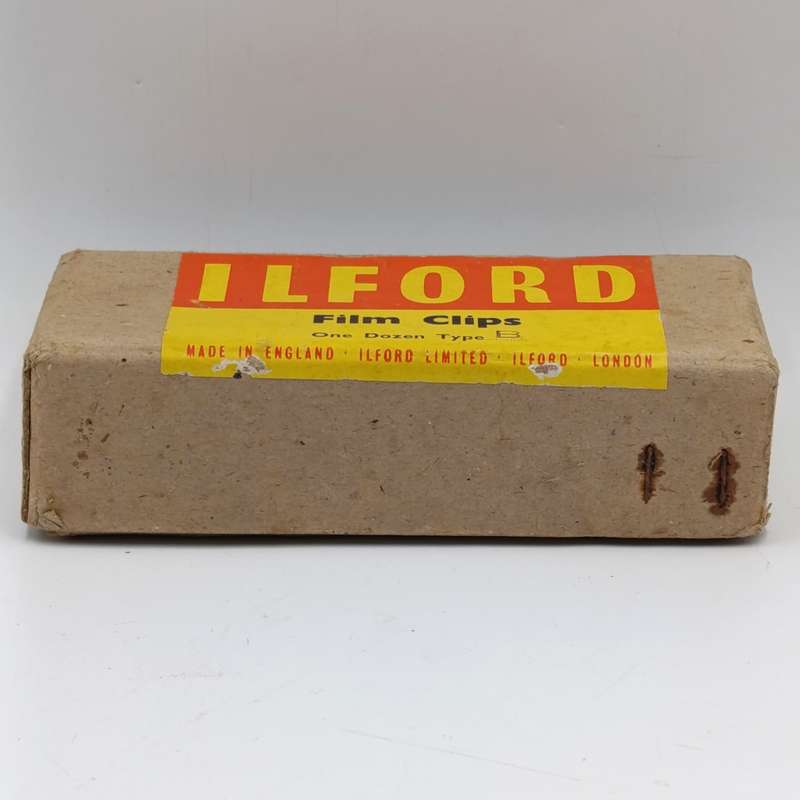 ILFORD
Film Clips
One Dozen Type B
MADE IN ENGLAND · ILFORD LIMITED · ILFORD · LONDON